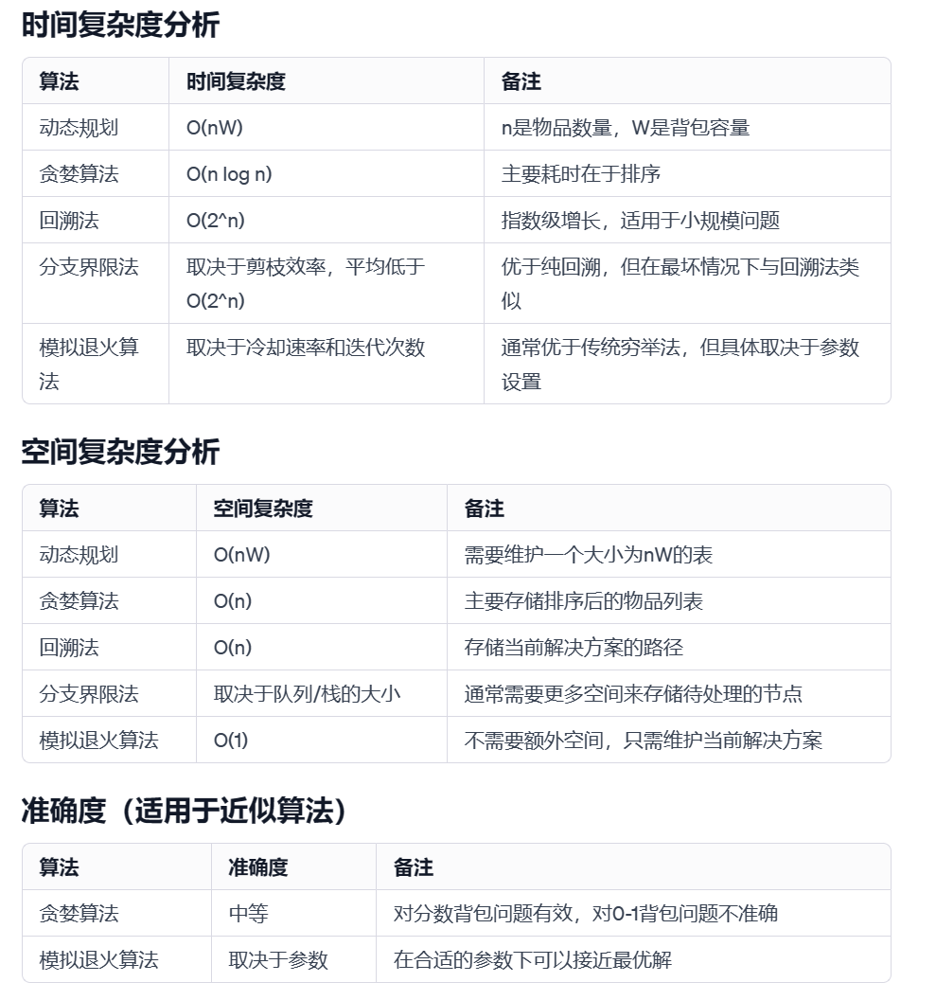 时间复杂度分析
算法 时间复杂度 备注
动态规划 O(nW) n是物品数量，W是背包容量
贪婪算法 O(n log n) 主要耗时在于排序
回溯法 O(2^n) 指数级增长，适用于小规模问题
分支界限法 取决于剪枝效率，平均低于 优于纯回溯，但在最坏情况下与回溯法类
O(2^n) 似
模拟退火算 取决于冷却速率和迭代次数 通常优于传统穷举法，但具体取决于参数
法 设置
空间复杂度分析
算法 空间复杂度 备注
动态规划 O(nW) 需要维护一个大小为nW的表
贪婪算法 O(n) 主要存储排序后的物品列表
回溯法 O(n) 存储当前解决方案的路径
分支界限法 取决于队列/栈的大小 通常需要更多空间来存储待处理的节点
模拟退火算法 O(1) 不需要额外空间，只需维护当前解决方案
准确度（适用于近似算法）
算法 准确度 备注
贪婪算法 中等 对分数背包问题有效，对0-1背包问题不准确
模拟退火算法 取决于参数 在合适的参数下可以接近最优解